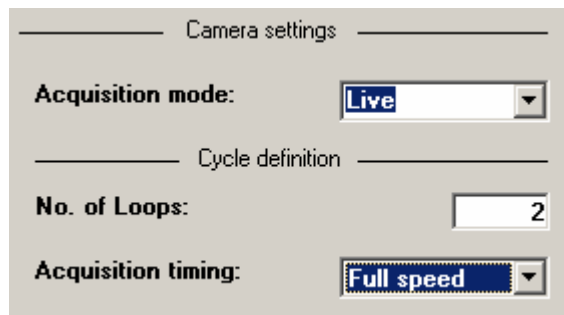 Camera settings
Acquisition mode: Live
Cycle definition
No. of Loops: 2
Acquisition timing: Full speed